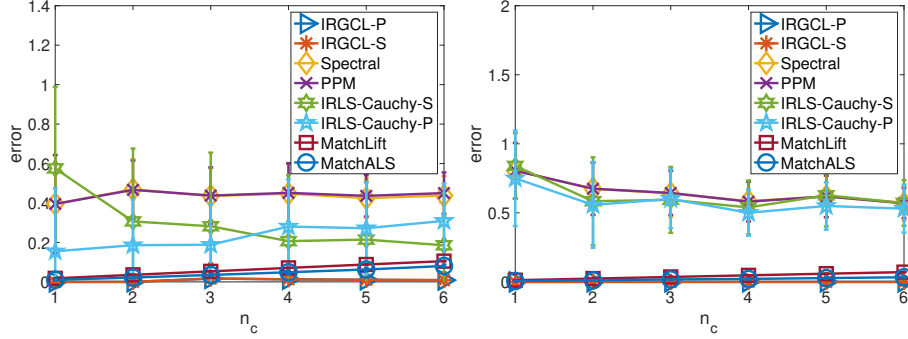 1.4
1.2
1
0.8
0.6
0.4
0.2
0
error
1 2 3 4 5 6
n_c
IRGCL-P
IRGCL-S
Spectral
PPM
IRLS-Cauchy-S
IRLS-Cauchy-P
MatchLift
MatchALS
2
1.5
1
0.5
0
error
1 2 3 4 5 6
n_c
IRGCL-P
IRGCL-S
Spectral
PPM
IRLS-Cauchy-S
IRLS-Cauchy-P
MatchLift
MatchALS